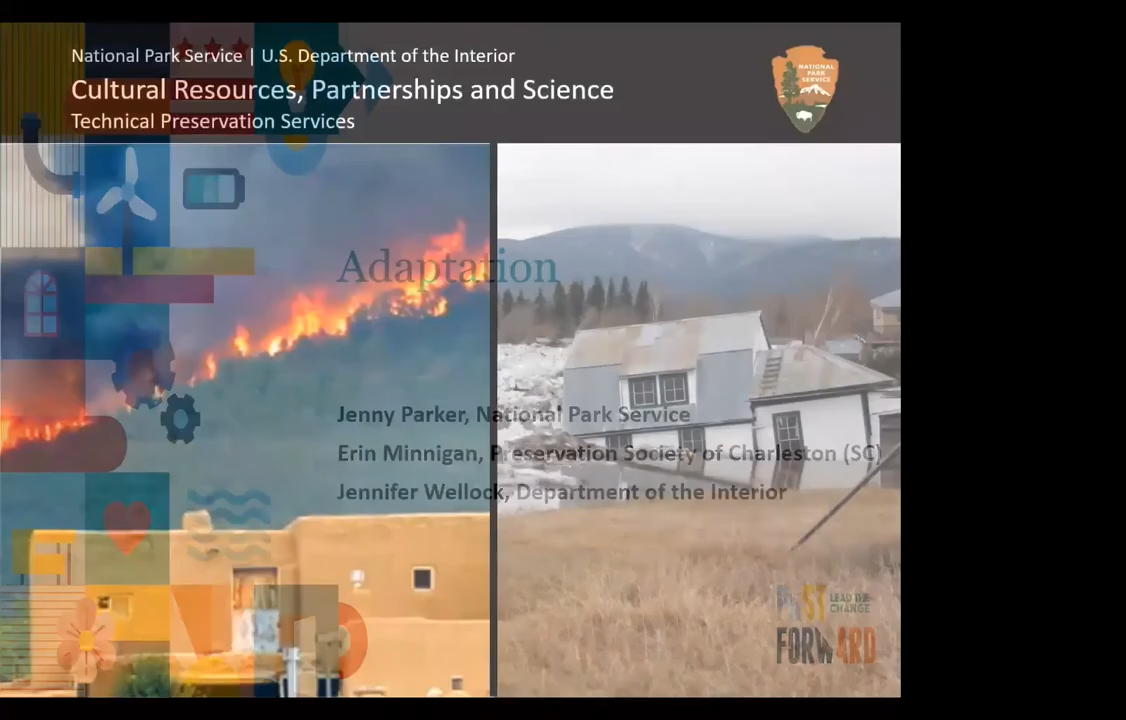 National Park Service | U.S. Department of the Interior
Cultural Resources, Partnerships and Science
Technical Preservation Services
NATIONAL
PARK
SERVICE
Adaptation
Jenny Parker, National Park Service
Erin Minnigan, Preservation Society of Charleston (SC)
Jennifer Wellock, Department of the Interior
PAST
LEAD THE
CHANGE
FORWARD